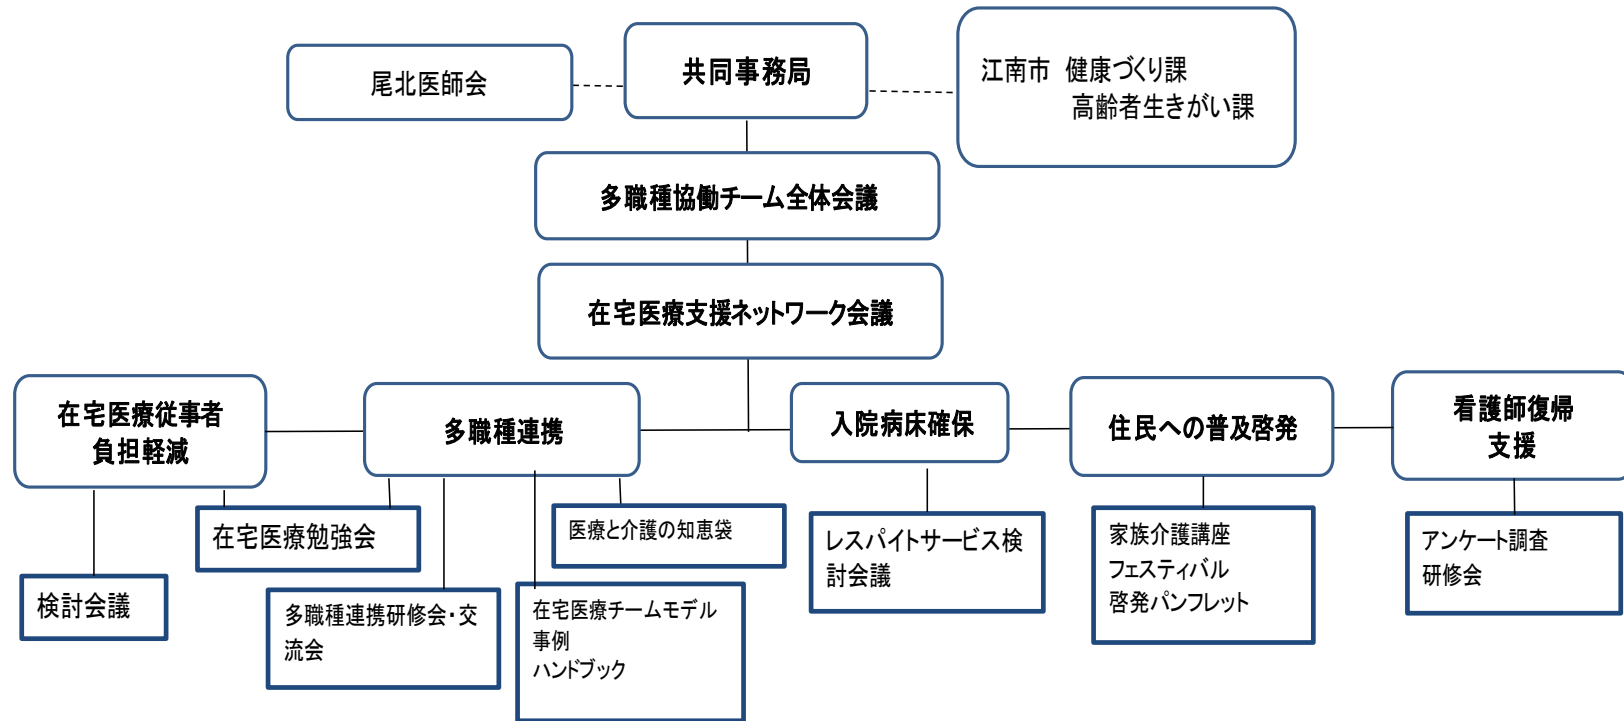 尾北医師会
共同事務局
江南市 健康づくり課
高齢者生きがい課
多職種協働チーム全体会議
在宅医療支援ネットワーク会議
在宅医療従事者
負担軽減
多職種連携
入院病床確保
住民への普及啓発
看護師復帰
支援
検討会議
在宅医療勉強会
多職種連携研修会・交
流会
在宅医療チームモデル
事例
ハンドブック
医療と介護の知恵袋
レスパイトサービス検
討会議
家族介護講座
フェスティバル
啓発パンフレット
アンケート調査
研修会